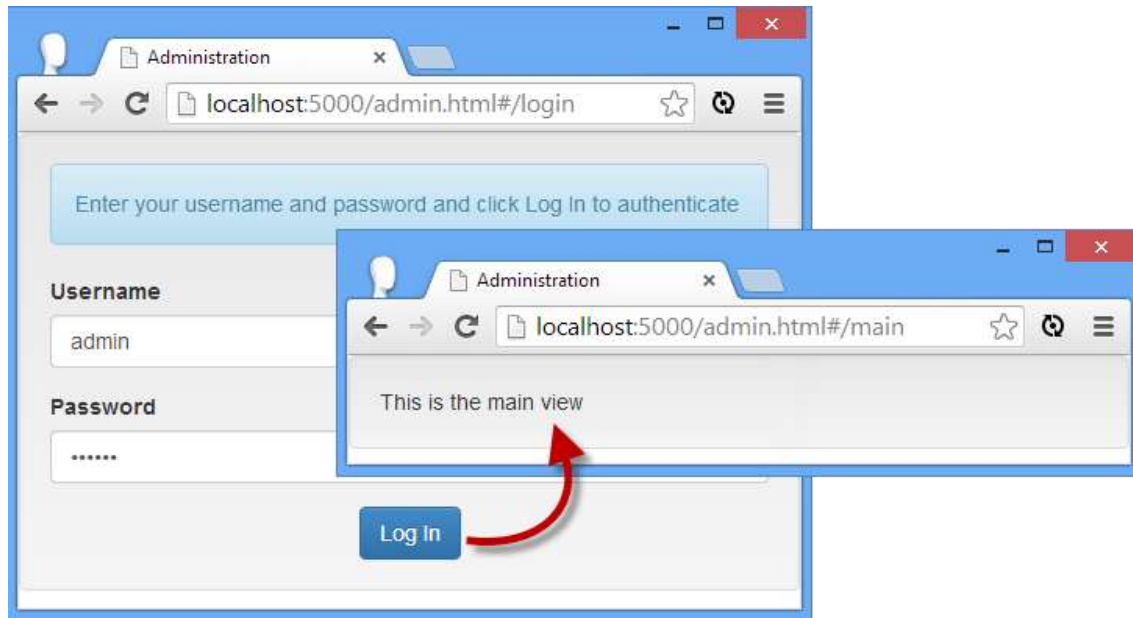 Administration
localhost:5000/admin.html#/login
Enter your username and password and click Log In to authenticate
Username
admin
Password
••••••
Log In
Administration
localhost:5000/admin.html#/main
This is the main view